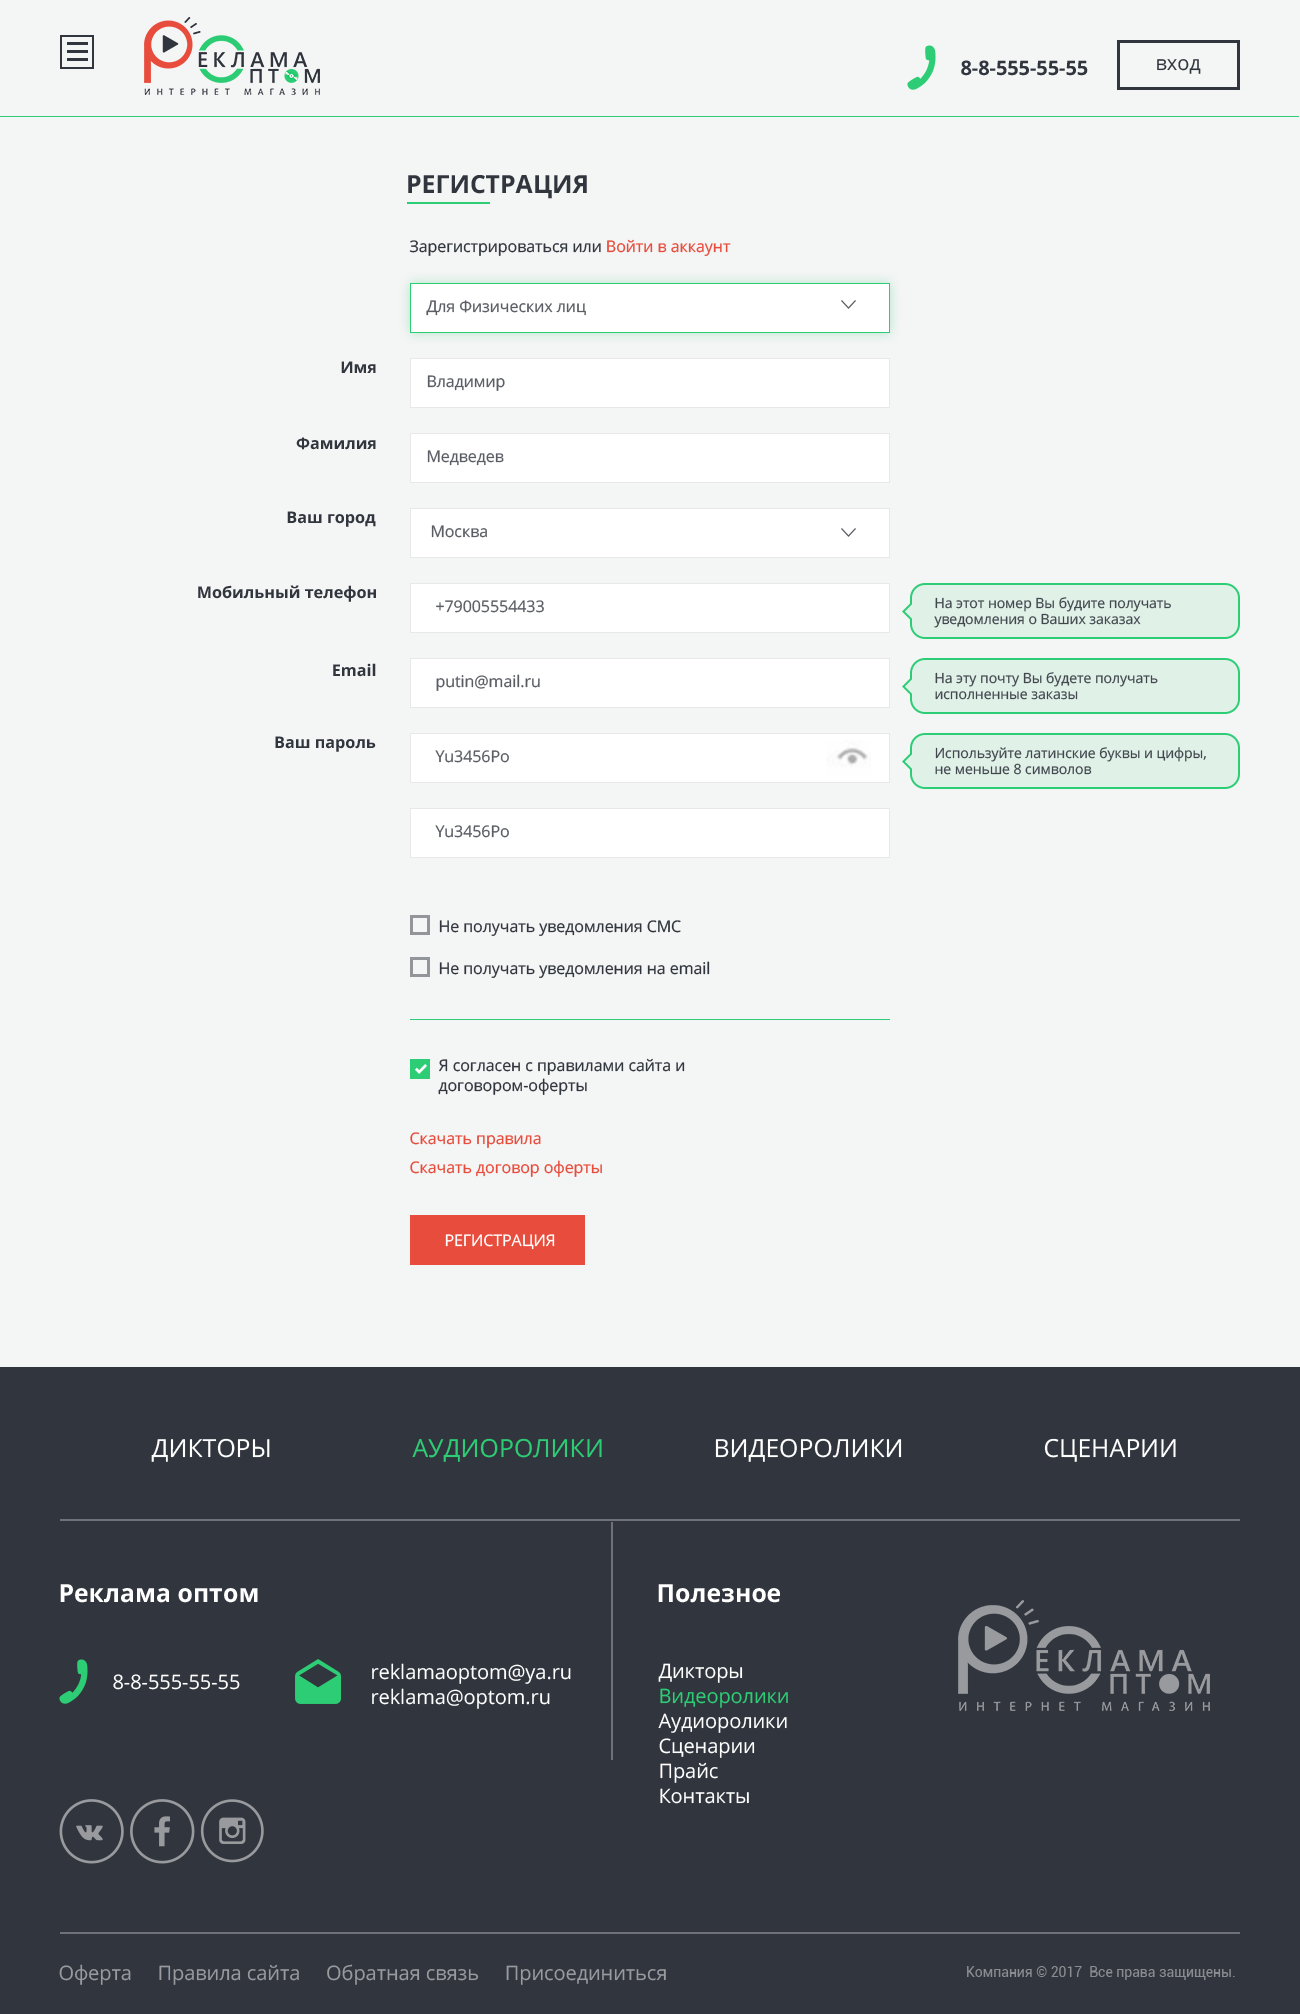 РЕКЛАМА
ОПТОМ
ИНТЕРНЕТ МАГАЗИН
8-8-555-55-55
вход
РЕГИСТРАЦИЯ
Зарегистрироваться или Войти в аккаунт
Для Физических лиц
Имя
Владимир
Фамилия
Медведев
Ваш город
Москва
Мобильный телефон
+79005554433
На этот номер Вы будите получать
уведомления о Ваших заказах
Email
putin@mail.ru
На эту почту Вы будете получать
исполненные заказы
Ваш пароль
Yu3456Po
Используйте латинские буквы и цифры,
не меньше 8 символов
Yu3456Po
Не получать уведомления СМС
Не получать уведомления на email
Я согласен с правилами сайта и
договором-оферты
Скачать правила
Скачать договор оферты
РЕГИСТРАЦИЯ
ДИКТОРЫ
АУДИОРОЛИКИ
ВИДЕОРОЛИКИ
СЦЕНАРИИ
Реклама оптом
8-8-555-55-55
reklamaoptom@ya.ru
reklama@optom.ru
Полезное
Дикторы
Видеоролики
Аудиоролики
Сценарии
Прайс
Контакты
РЕКЛАМА
ОПТОМ
ИНТЕРНЕТ МАГАЗИН
Оферта
Правила сайта
Обратная связь
Присоединиться
Компания © 2017 Все права защищены.